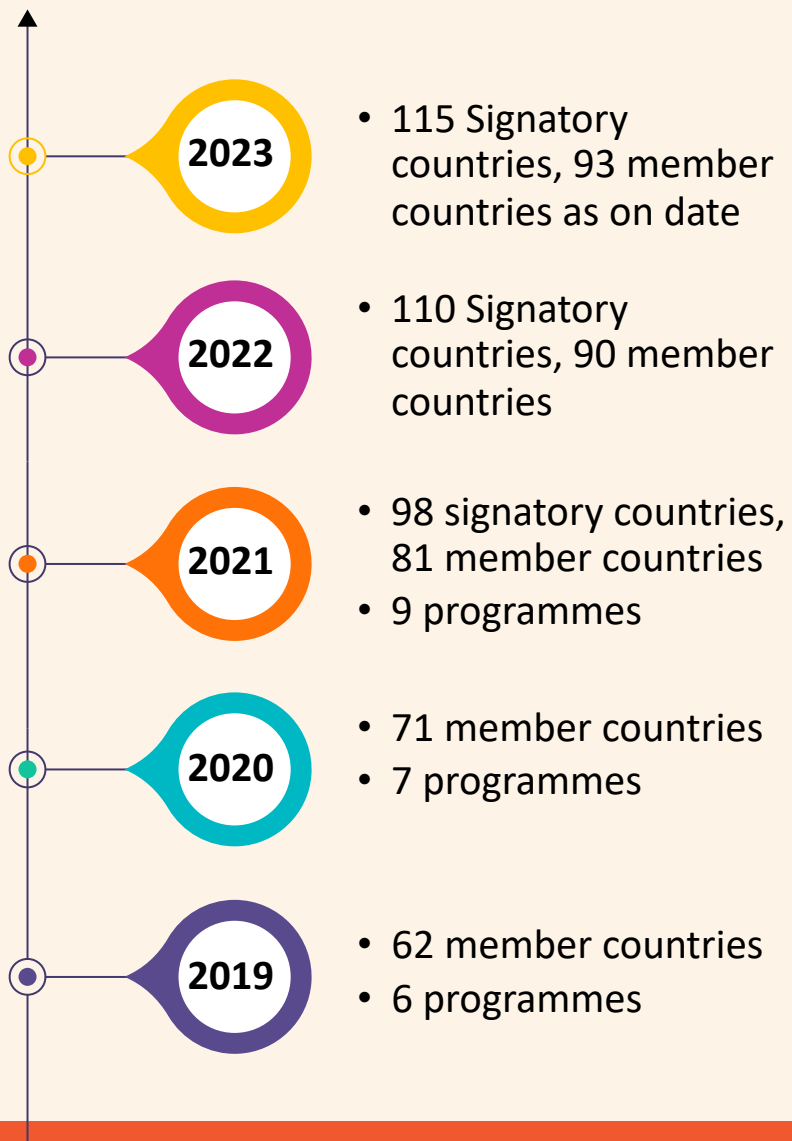 2023
• 115 Signatory
countries, 93 member
countries as on date
2022
• 110 Signatory
countries, 90 member
countries
2021
• 98 signatory countries,
81 member countries
• 9 programmes
2020
• 71 member countries
• 7 programmes
2019
• 62 member countries
• 6 programmes